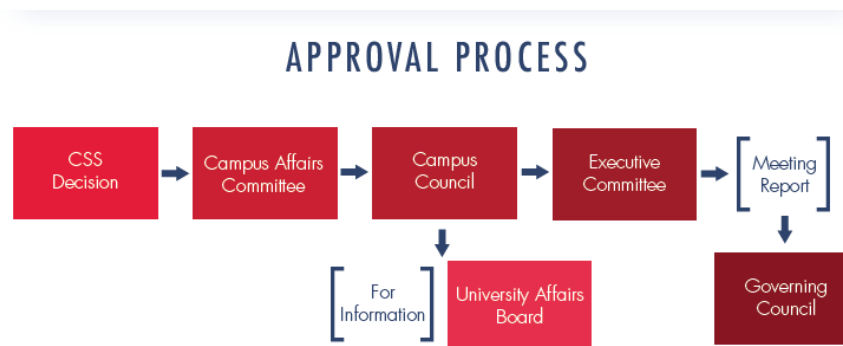 APPROVAL PROCESS
CSS
Decision
Campus Affairs
Committee
Campus
Council
Executive
Committee
Meeting
Report
For
Information
University Affairs
Board
Governing
Council